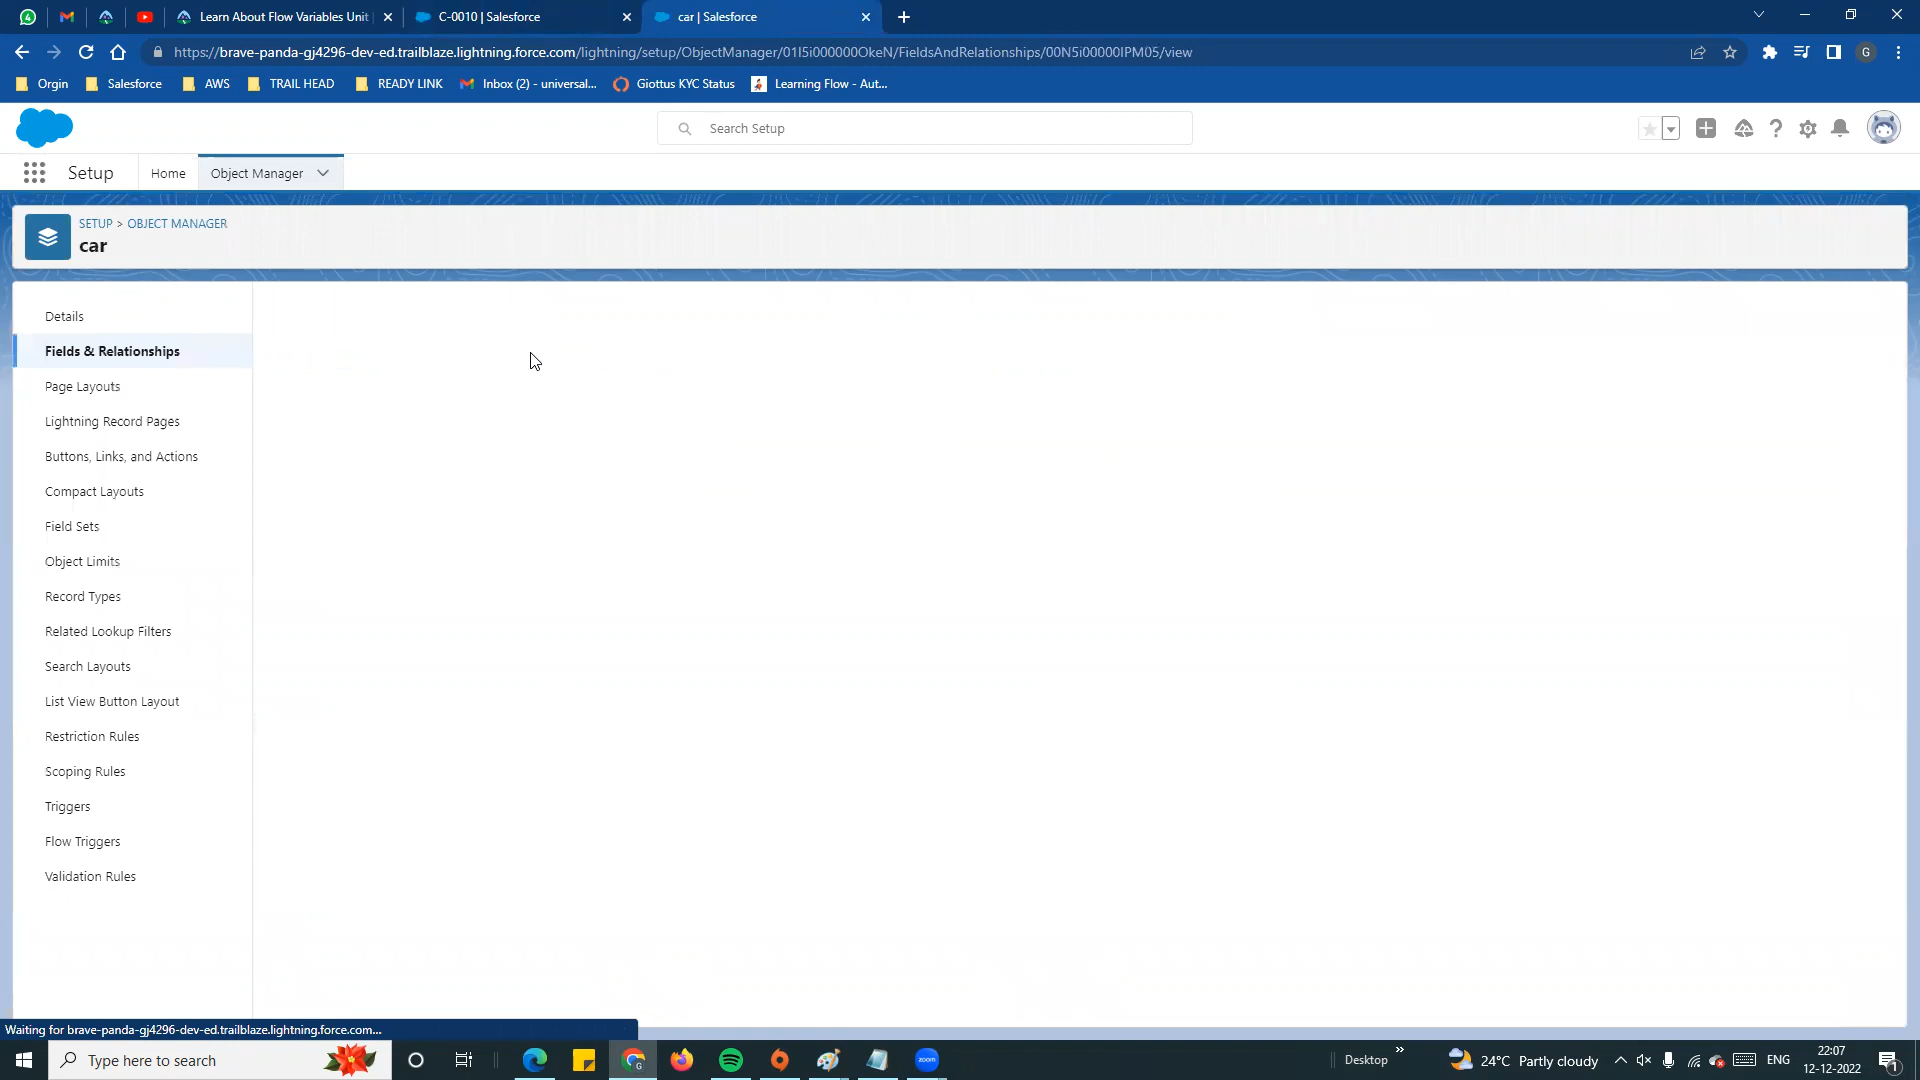 Learn About Flow Variables Unit
C-0010 | Salesforce
car | Salesforce
https://brave-panda-gj4296-dev-ed.trailblaze.lightning.force.com/lightning/setup/ObjectManager/01I5i000000OkeN/FieldsAndRelationships/00N5i00000IPM05/view
G
Orgin
Salesforce
AWS
TRAIL HEAD
READY LINK
Inbox (2) - universal...
Giottus KYC Status
Learning Flow - Aut...
Search Setup
Setup
Home
Object Manager
SETUP > OBJECT MANAGER
car
Details
Fields & Relationships
Page Layouts
Lightning Record Pages
Buttons, Links, and Actions
Compact Layouts
Field Sets
Object Limits
Record Types
Related Lookup Filters
Search Layouts
List View Button Layout
Restriction Rules
Scoping Rules
Triggers
Flow Triggers
Validation Rules
Waiting for brave-panda-gj4296-dev-ed.trailblaze.lightning.force.com...
Type here to search
zoom
Desktop
24°C Partly cloudy
ENG
22:07
12-12-2022
1